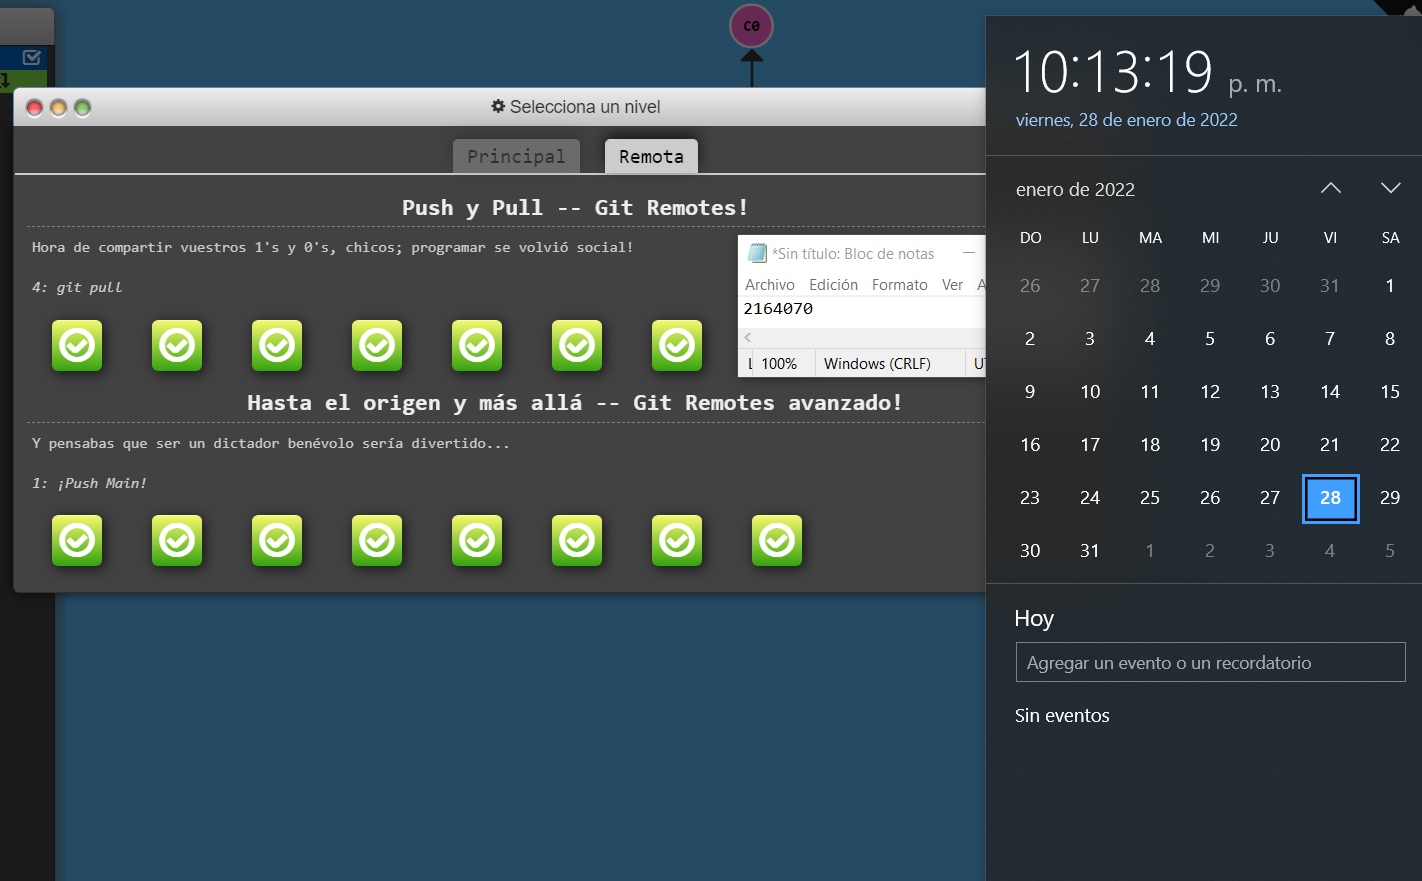 C0
Selecciona un nivel
Principal
Remota
Push y Pull -- Git Remotes!
Hora de compartir vuestros 1's y 0's, chicos; programar se volvió social!
4: git pull
Hasta el origen y más allá -- Git Remotes avanzado!
Y pensabas que ser un dictador benévolo sería divertido...
1: ¡Push Main!
*Sin título: Bloc de notas
Archivo Edición Formato Ver A
2164070
100% Windows (CRLF) UT
10:13:19 p. m.
viernes, 28 de enero de 2022
enero de 2022
DO LU MA MI JU VI SA
26 27 28 29 30 31 1
2 3 4 5 6 7 8
9 10 11 12 13 14 15
16 17 18 19 20 21 22
23 24 25 26 27 28 29
30 31 1 2 3 4 5
Hoy
Agregar un evento o un recordatorio
Sin eventos